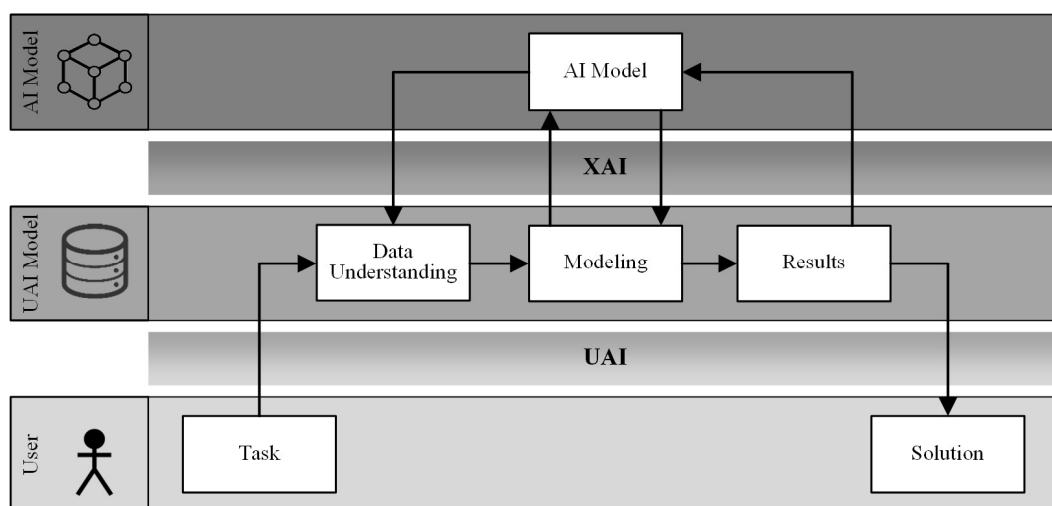 AI Model
AI Model
XAI
UAI Model
Data
Understanding
Modeling
Results
UAI
User
Task
Solution